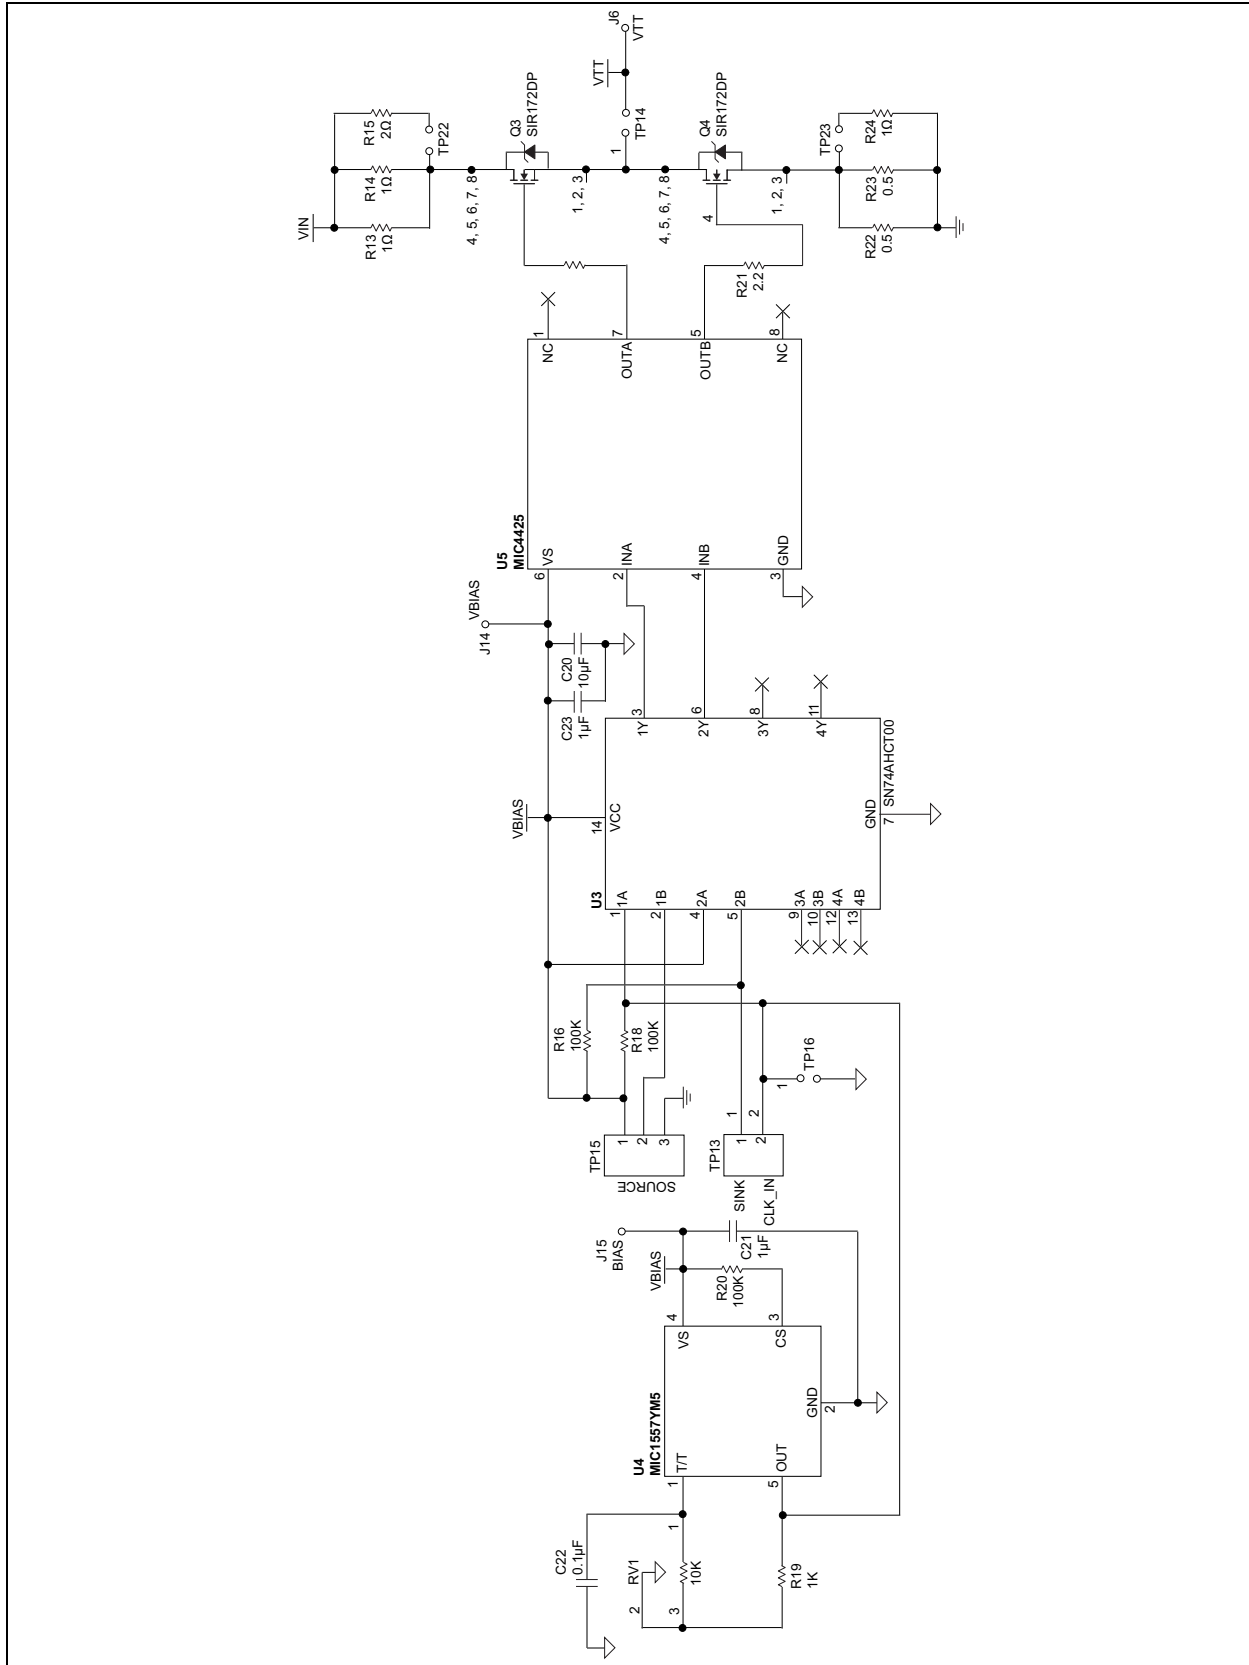 J6
VTT
VTT
R15
2Ω
TP22
Q3
SIR172DP
1
TP14
Q4
SIR172DP
TP23
R24
1Ω
R14
1Ω
4, 5, 6, 7, 8
1, 2, 3
4, 5, 6, 7, 8
4
1, 2, 3
R23
0.5
VIN
R13
1Ω
R22
0.5
R21
2.2
1
NC
7
OUTA
5
OUTB
8
NC
U5
MIC4425
VS
6
INA
2
INB
4
GND
3
J14
VBIAS
C20
10µF
C23
1µF
1Y
3
2Y
6
3Y
8
4Y
11
SN74AHCT00
VBIAS
14
VCC
GND
7
U3
1
1A
2
1B
4
2A
5
2B
9
3A
10
3B
12
4A
13
4B
R16
100K
R18
100K
TP16
1
TP15
1
2
3
SOURCE
TP13
1
2
1
2
SINK
CLK_IN
J15
BIAS
VBIAS
C21
1µF
R20
100K
4
VS
3
CS
U4
MIC1557YM5
T/T
1
OUT
5
GND
2
C22
0.1µF
1
RV1
10K
2
3
R19
1K